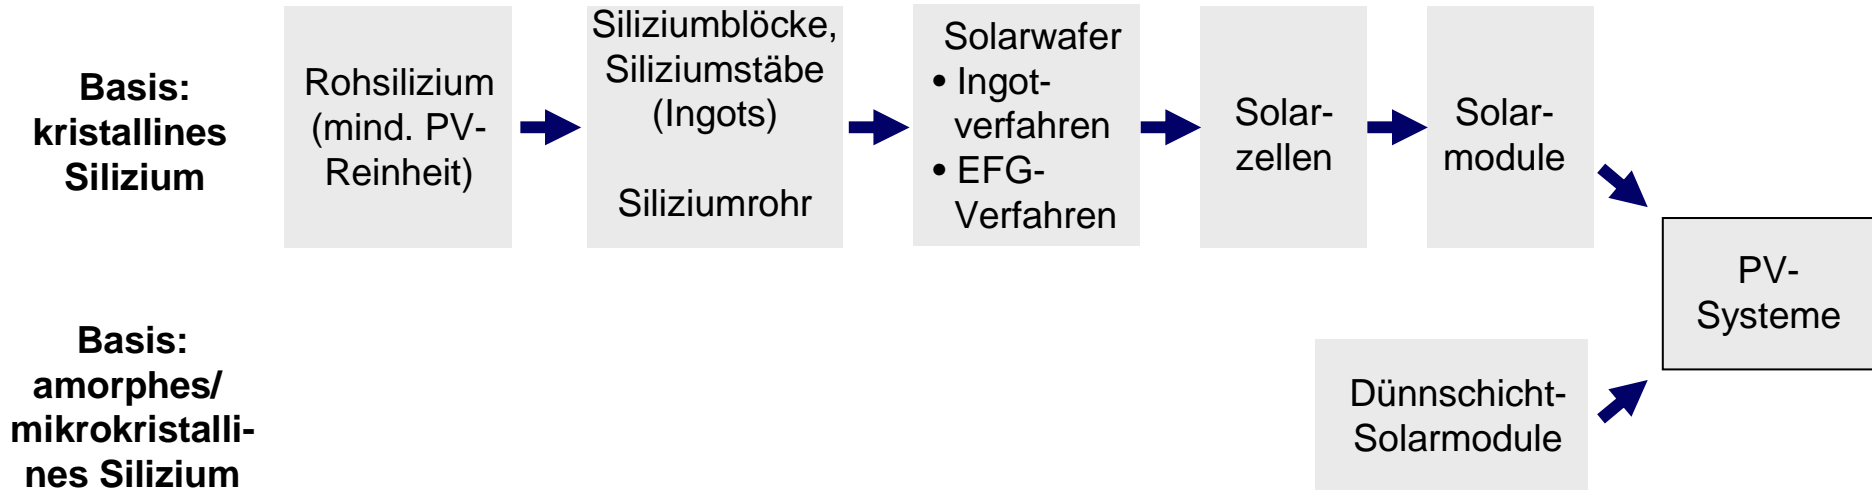 Basis:
kristallines
Silizium
Rohsilizium
(mind. PV-
Reinheit)
Siliziumblöcke,
Siliziumstäbe
(Ingots)
Siliziumrohr
Solarwafer
• Ingot-
verfahren
• EFG-
Verfahren
Solar-
zellen
Solar-
module
PV-
Systeme
Basis:
amorphes/
mikrokristalli-
nes Silizium
Dünnschicht-
Solarmodule